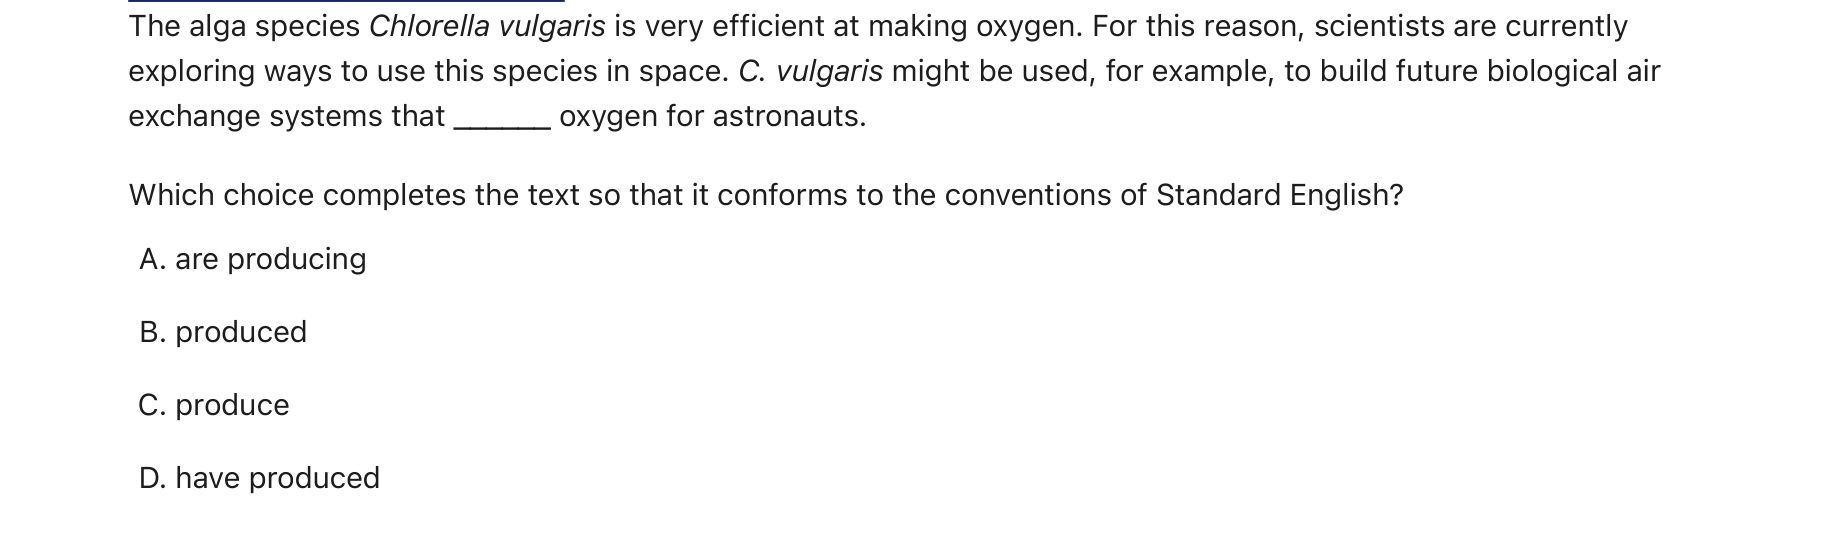 The alga species Chlorella vulgaris is very efficient at making oxygen. For this reason, scientists are currently
exploring ways to use this species in space. C. vulgaris might be used, for example, to build future biological air
exchange systems that ______ oxygen for astronauts.
Which choice completes the text so that it conforms to the conventions of Standard English?
A. are producing
B. produced
C. produce
D. have produced